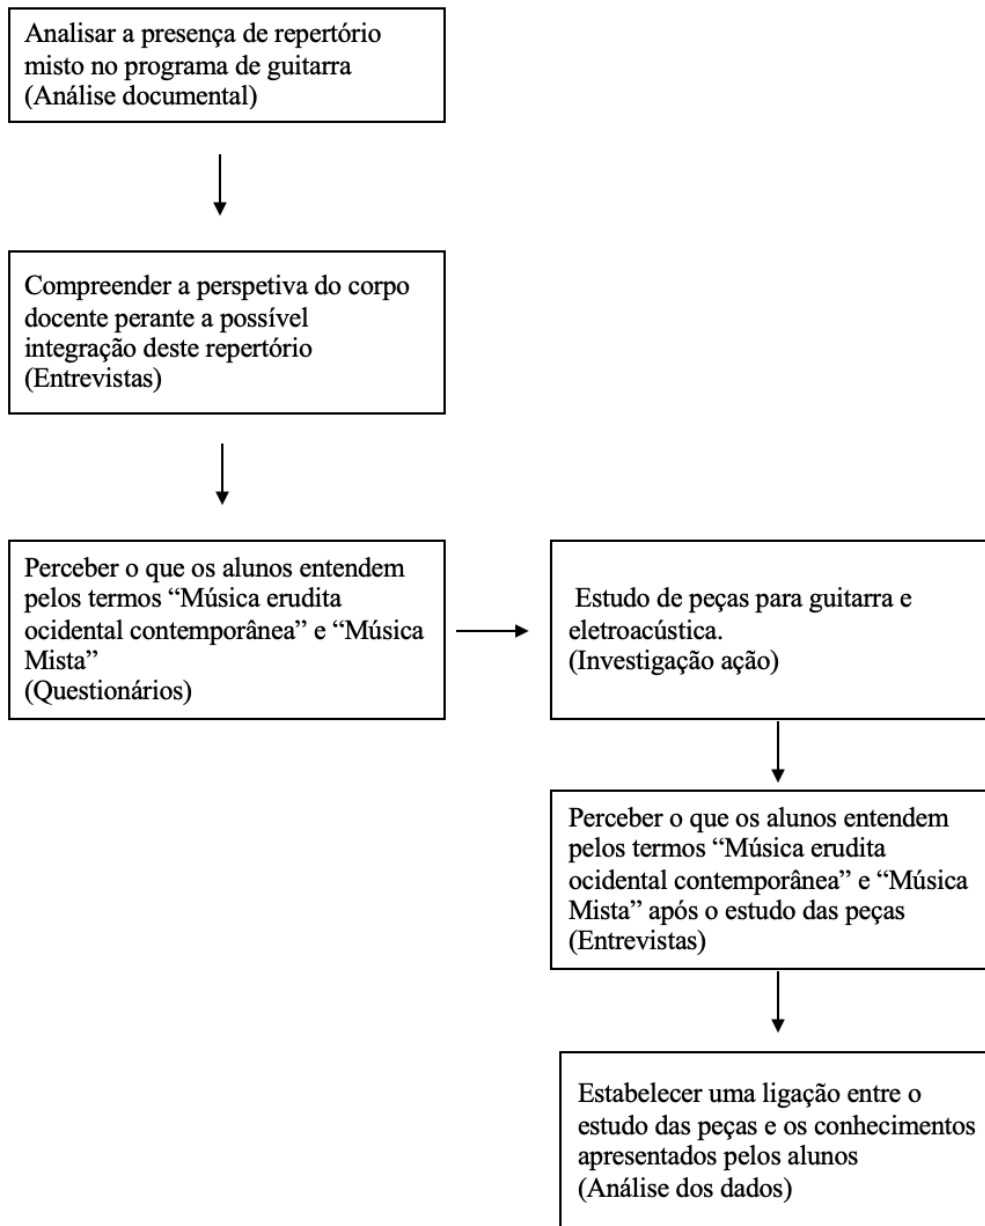 Analisar a presença de repertório
misto no programa de guitarra
(Análise documental)
Compreender a perspetiva do corpo
docente perante a possível
integração deste repertório
(Entrevistas)
Perceber o que os alunos entendem
pelos termos “Música erudita
ocidental contemporânea” e “Música
Mista”
(Questionários)
Estudo de peças para guitarra e
eletroacústica.
(Investigação ação)
Perceber o que os alunos entendem
pelos termos “Música erudita
ocidental contemporânea” e “Música
Mista” após o estudo das peças
(Entrevistas)
Estabelecer uma ligação entre o
estudo das peças e os conhecimentos
apresentados pelos alunos
(Análise dos dados)